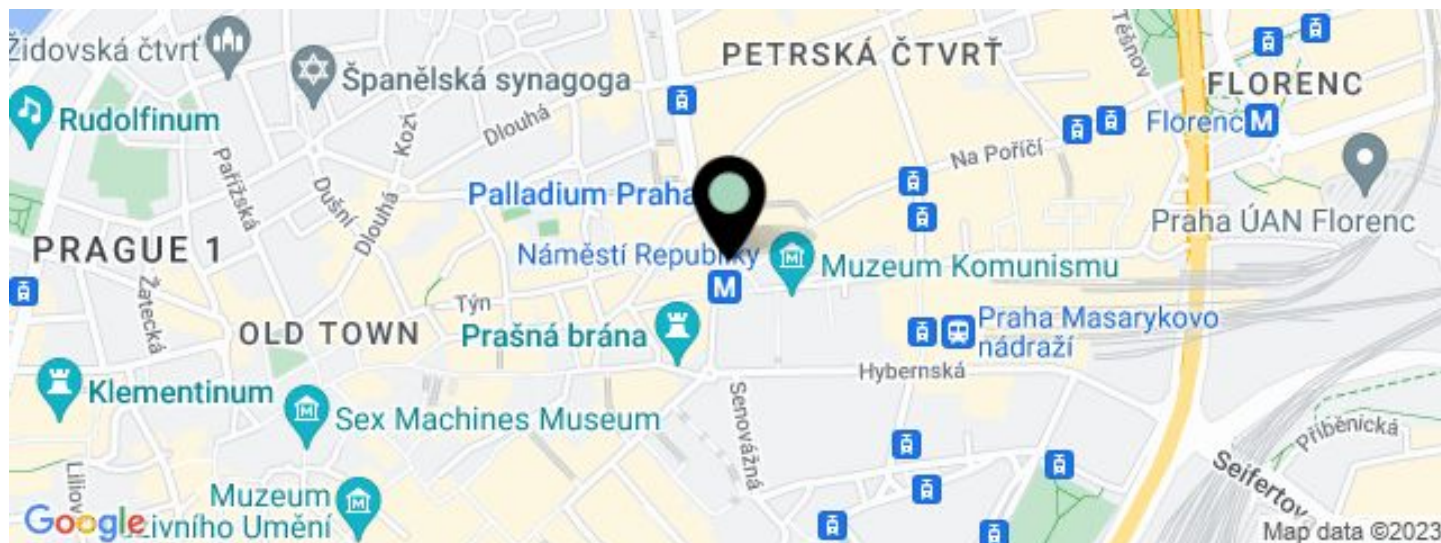 Židovská čtvrť
Španělská synagoga
PETRSKÁ ČTVRŤ
Těšnov
FLORENC
Rudolfinum
Pařížská
Dušní
Dlouhá
Kozí
Dlouhá
Florenc
M
Na Poříčí
Palladium Praha
Praha ÚAN Florenc
PRAGUE 1
Náměstí Republiky
M
Muzeum Komunismu
Žatecká
Týn
OLD TOWN
Prašná brána
Praha Masarykovo
nádraží
Klementinum
Hybernská
Sex Machines Museum
Senovážná
Příběnická
Seifertov
Liliov
Muzeum
Google
Map data ©2023